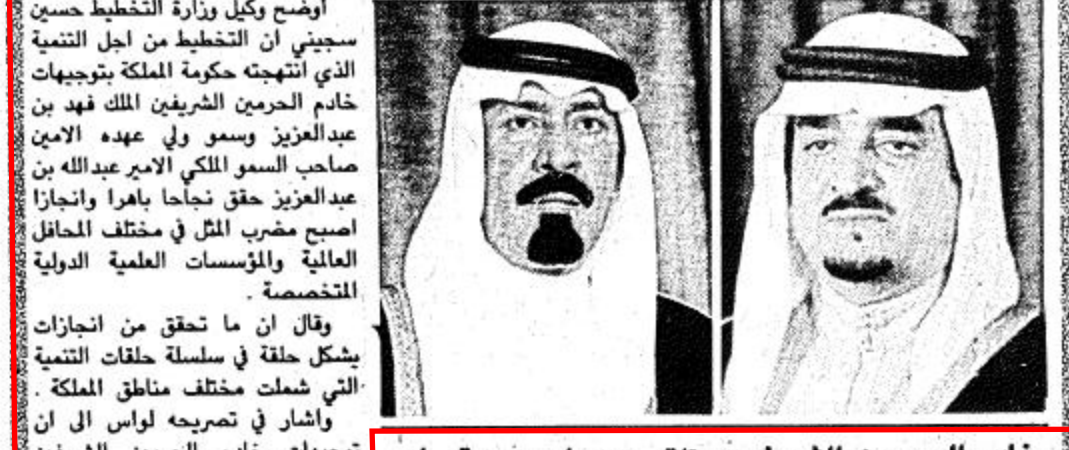 أوضح وكيل وزارة التخطيط حسين
سجيني ان التخطيط من اجل التنمية
الذي انتهجته حكومة المملكة بتوجيهات
خادم الحرمين الشريفين الملك فهد بن
عبدالعزيز وسمو ولي عهده الامين
صاحب السمو الملكي الامير عبدالله بن
عبدالعزيز حقق نجاحا باهرا وانجازا
اصبح مضرب المثل في مختلف المحافل
العالمية والمؤسسات العلمية الدولية
المتخصصة .
وقال ان ما تحقق من انجازات
يشكل حلقة في سلسلة حلقات التنمية
التي شملت مختلف مناطق المملكة .
واشار في تصريحه لواس الى ان